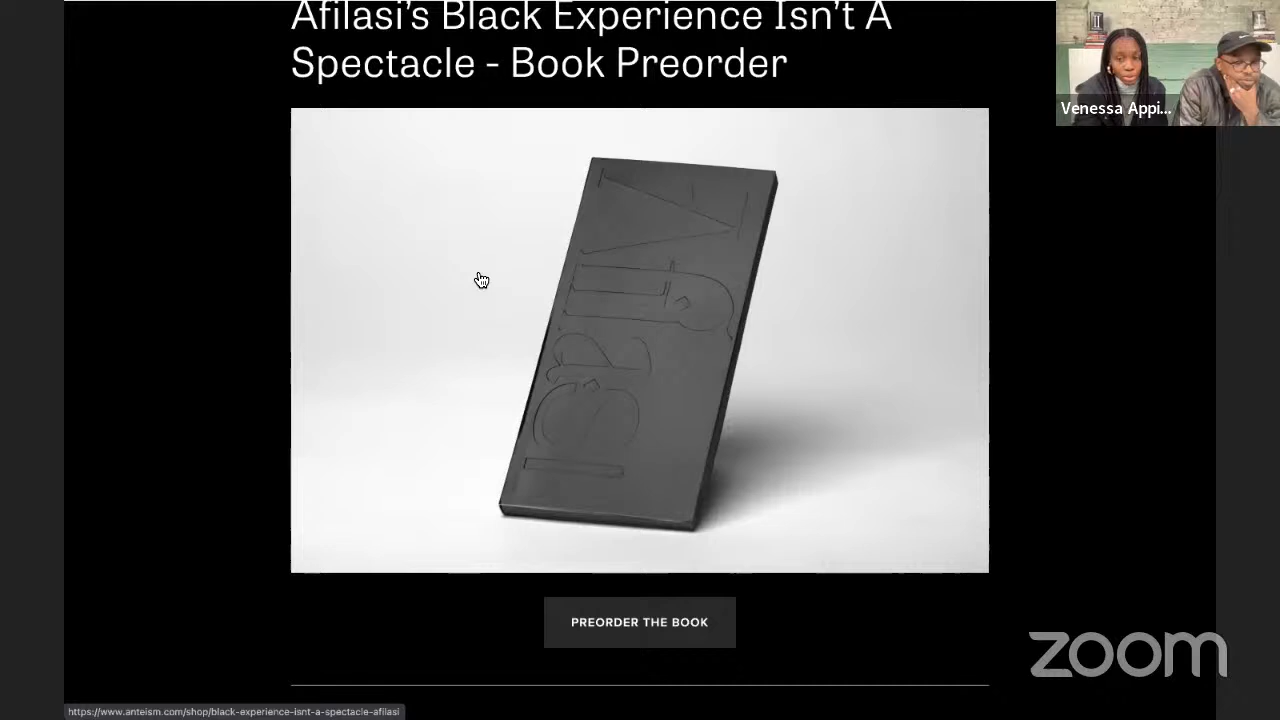 Afilasi’s Black Experience Isn’t A
Spectacle - Book Preorder
Venessa Appi...
PREORDER THE BOOK
zoom
https://www.anteism.com/shop/black-experience-isnt-a-spectacle-afilasi